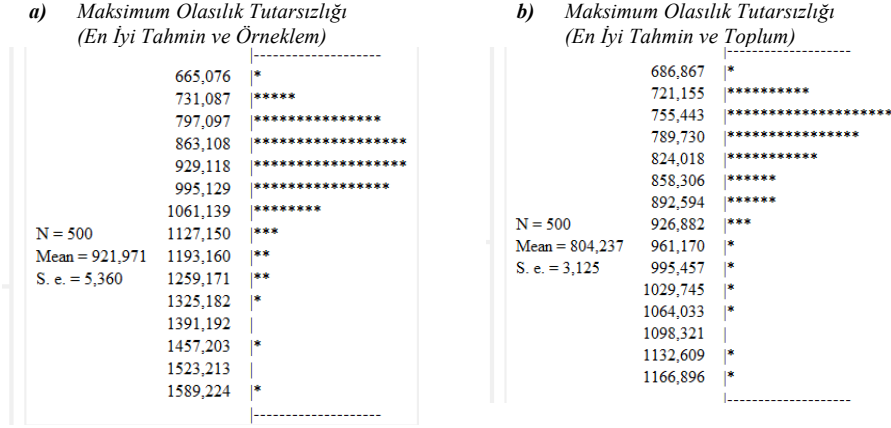 a) Maksimum Olasılık Tutarsızlığı
(En İyi Tahmin ve Örneklem)
|--------------------
665,076 |*
731,087 |*****
797,097 |***************
863,108 |******************
929,118 |******************
995,129 |****************
1061,139 |********
N = 500 1127,150 |***
Mean = 921,971 1193,160 |**
S. e. = 5,360 1259,171 |**
1325,182 |*
1391,192 |
1457,203 |*
1523,213 |
1589,224 |*
|--------------------
b) Maksimum Olasılık Tutarsızlığı
(En İyi Tahmin ve Toplum)
|--------------------
686,867 |*
721,155 |**********
755,443 |********************
789,730 |****************
824,018 |***********
858,306 |******
892,594 |******
N = 500 926,882 |***
Mean = 804,237 961,170 |*
S. e. = 3,125 995,457 |*
1029,745 |*
1064,033 |*
1098,321 |
1132,609 |*
1166,896 |*
|--------------------